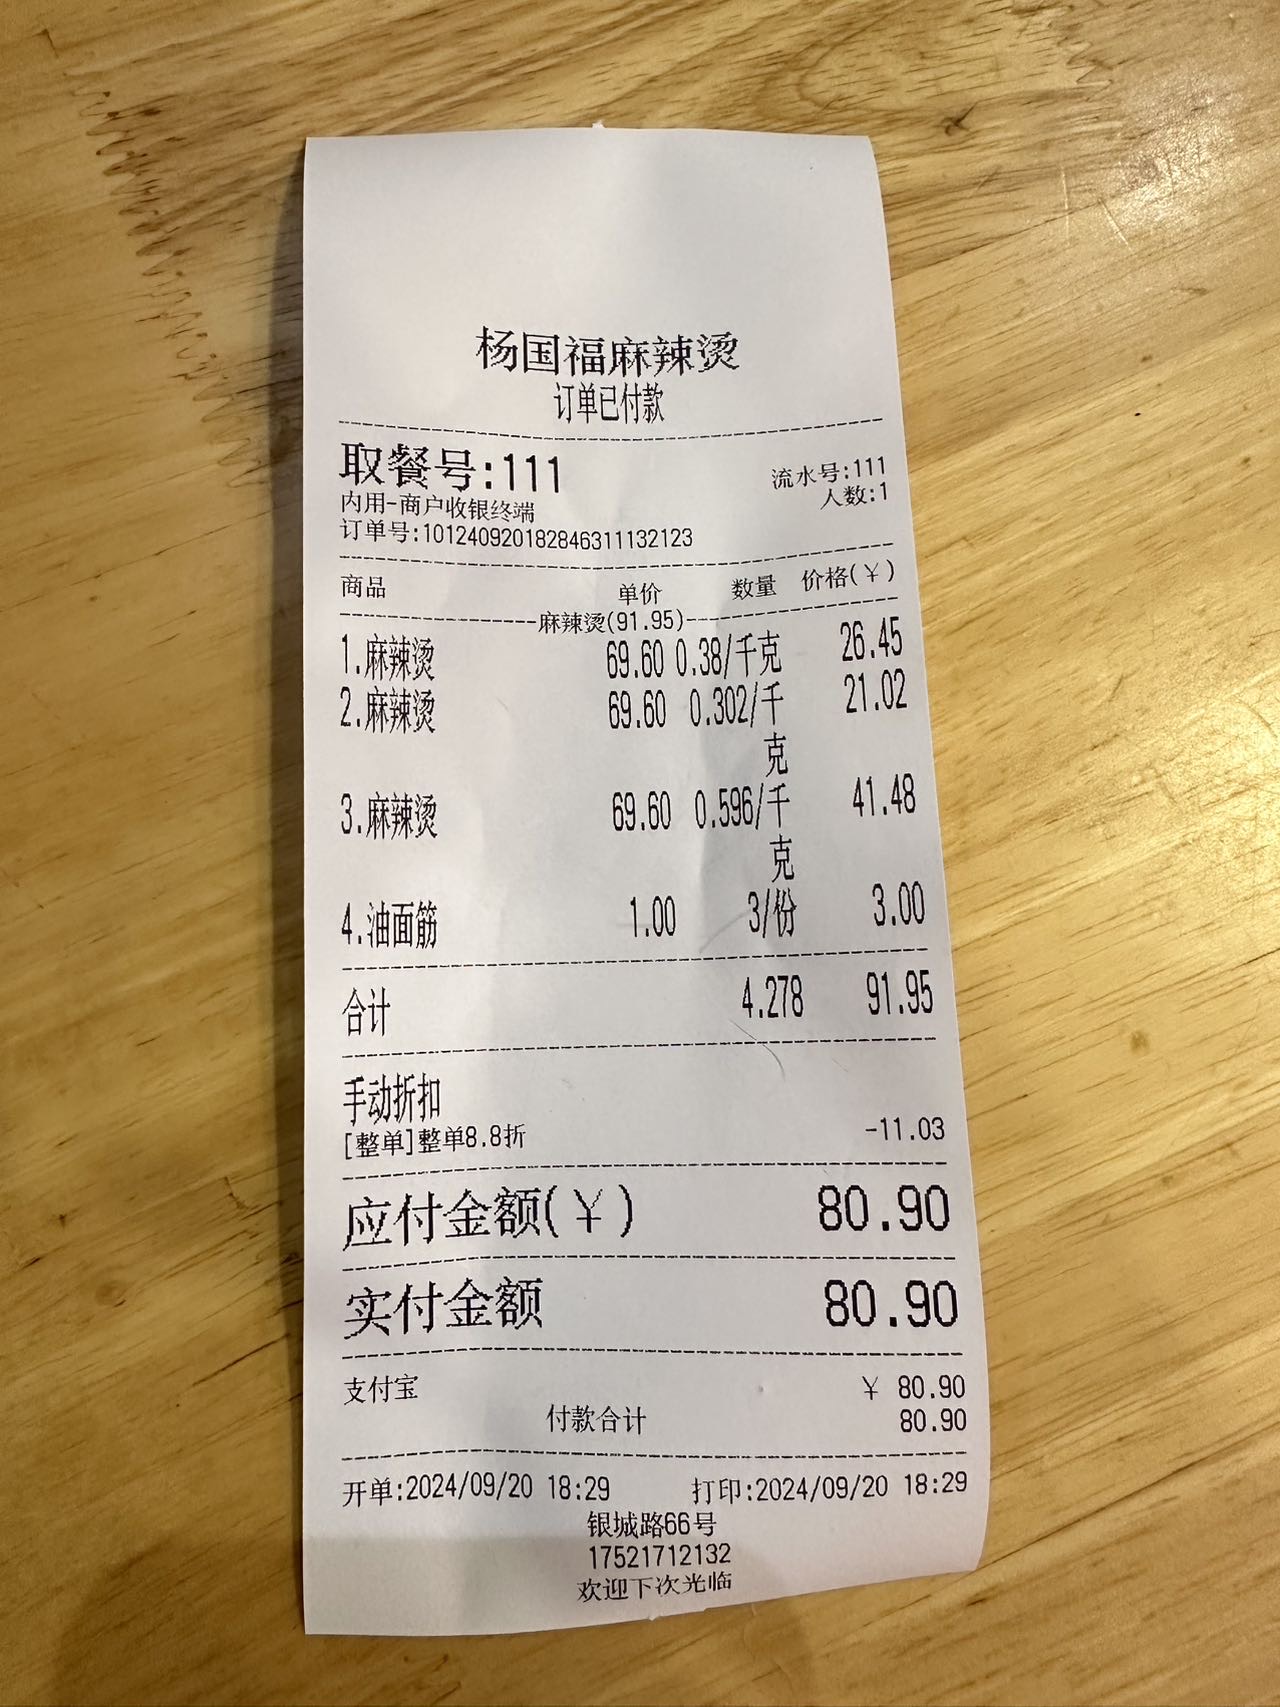 杨国福麻辣烫
订单已付款
取餐号:111 流水号:111
内用-商户收银终端 人数:1
订单号:101240920182846311132123
商品 单价 数量 价格(¥)
麻辣烫(91.95)
1.麻辣烫 69.60 0.38/千克 26.45
2.麻辣烫 69.60 0.302/千 21.02
克
3.麻辣烫 69.60 0.596/千 41.48
克
4.油面筋 1.00 3/份 3.00
合计 4.278 91.95
手动折扣
[整单]整单8.8折 -11.03
应付金额(¥) 80.90
实付金额 80.90
支付宝 ¥ 80.90
付款合计 80.90
开单:2024/09/20 18:29 打印:2024/09/20 18:29
银城路66号
17521712132
欢迎下次光临